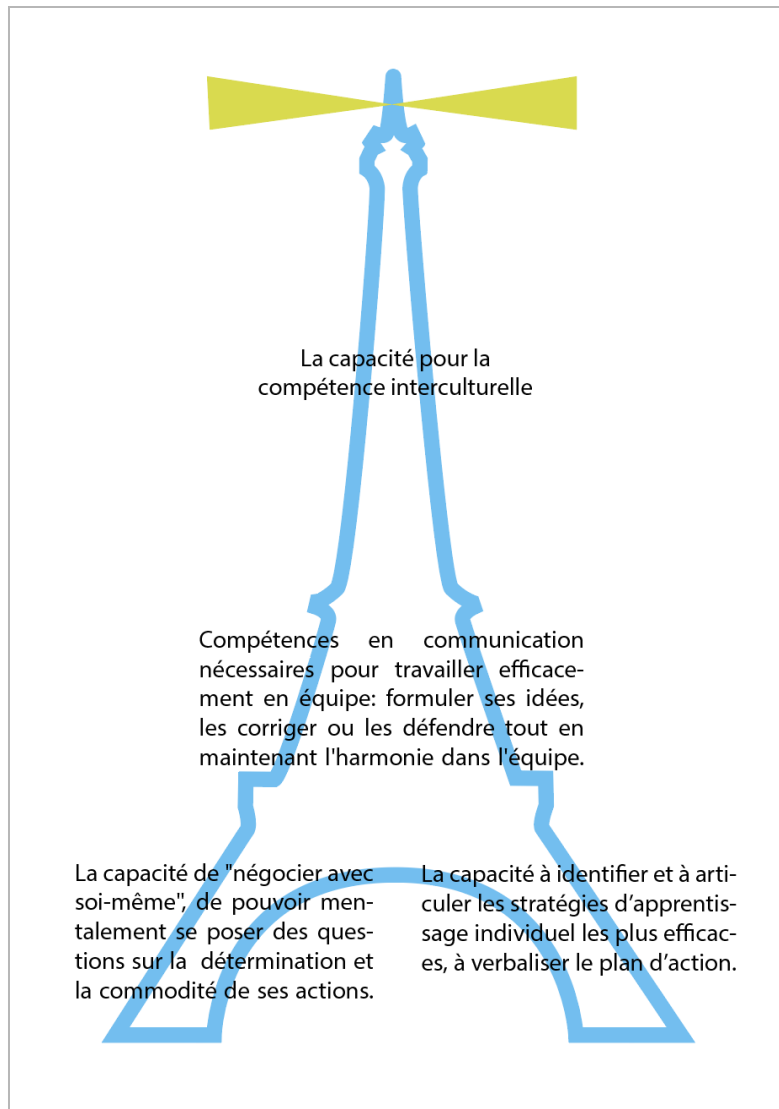 La capacité pour la
compétence interculturelle
Compétences en communication
nécessaires pour travailler efficace-
ment en équipe: formuler ses idées,
les corriger ou les défendre tout en
maintenant l'harmonie dans l'équipe.
La capacité de "négocier avec
soi-même", de pouvoir men-
talement se poser des ques-
tions sur la détermination et
la commodité de ses actions.
La capacité à identifier et à arti-
culer les stratégies d’apprentis-
sage individuel les plus efficac-
es, à verbaliser le plan d’action.